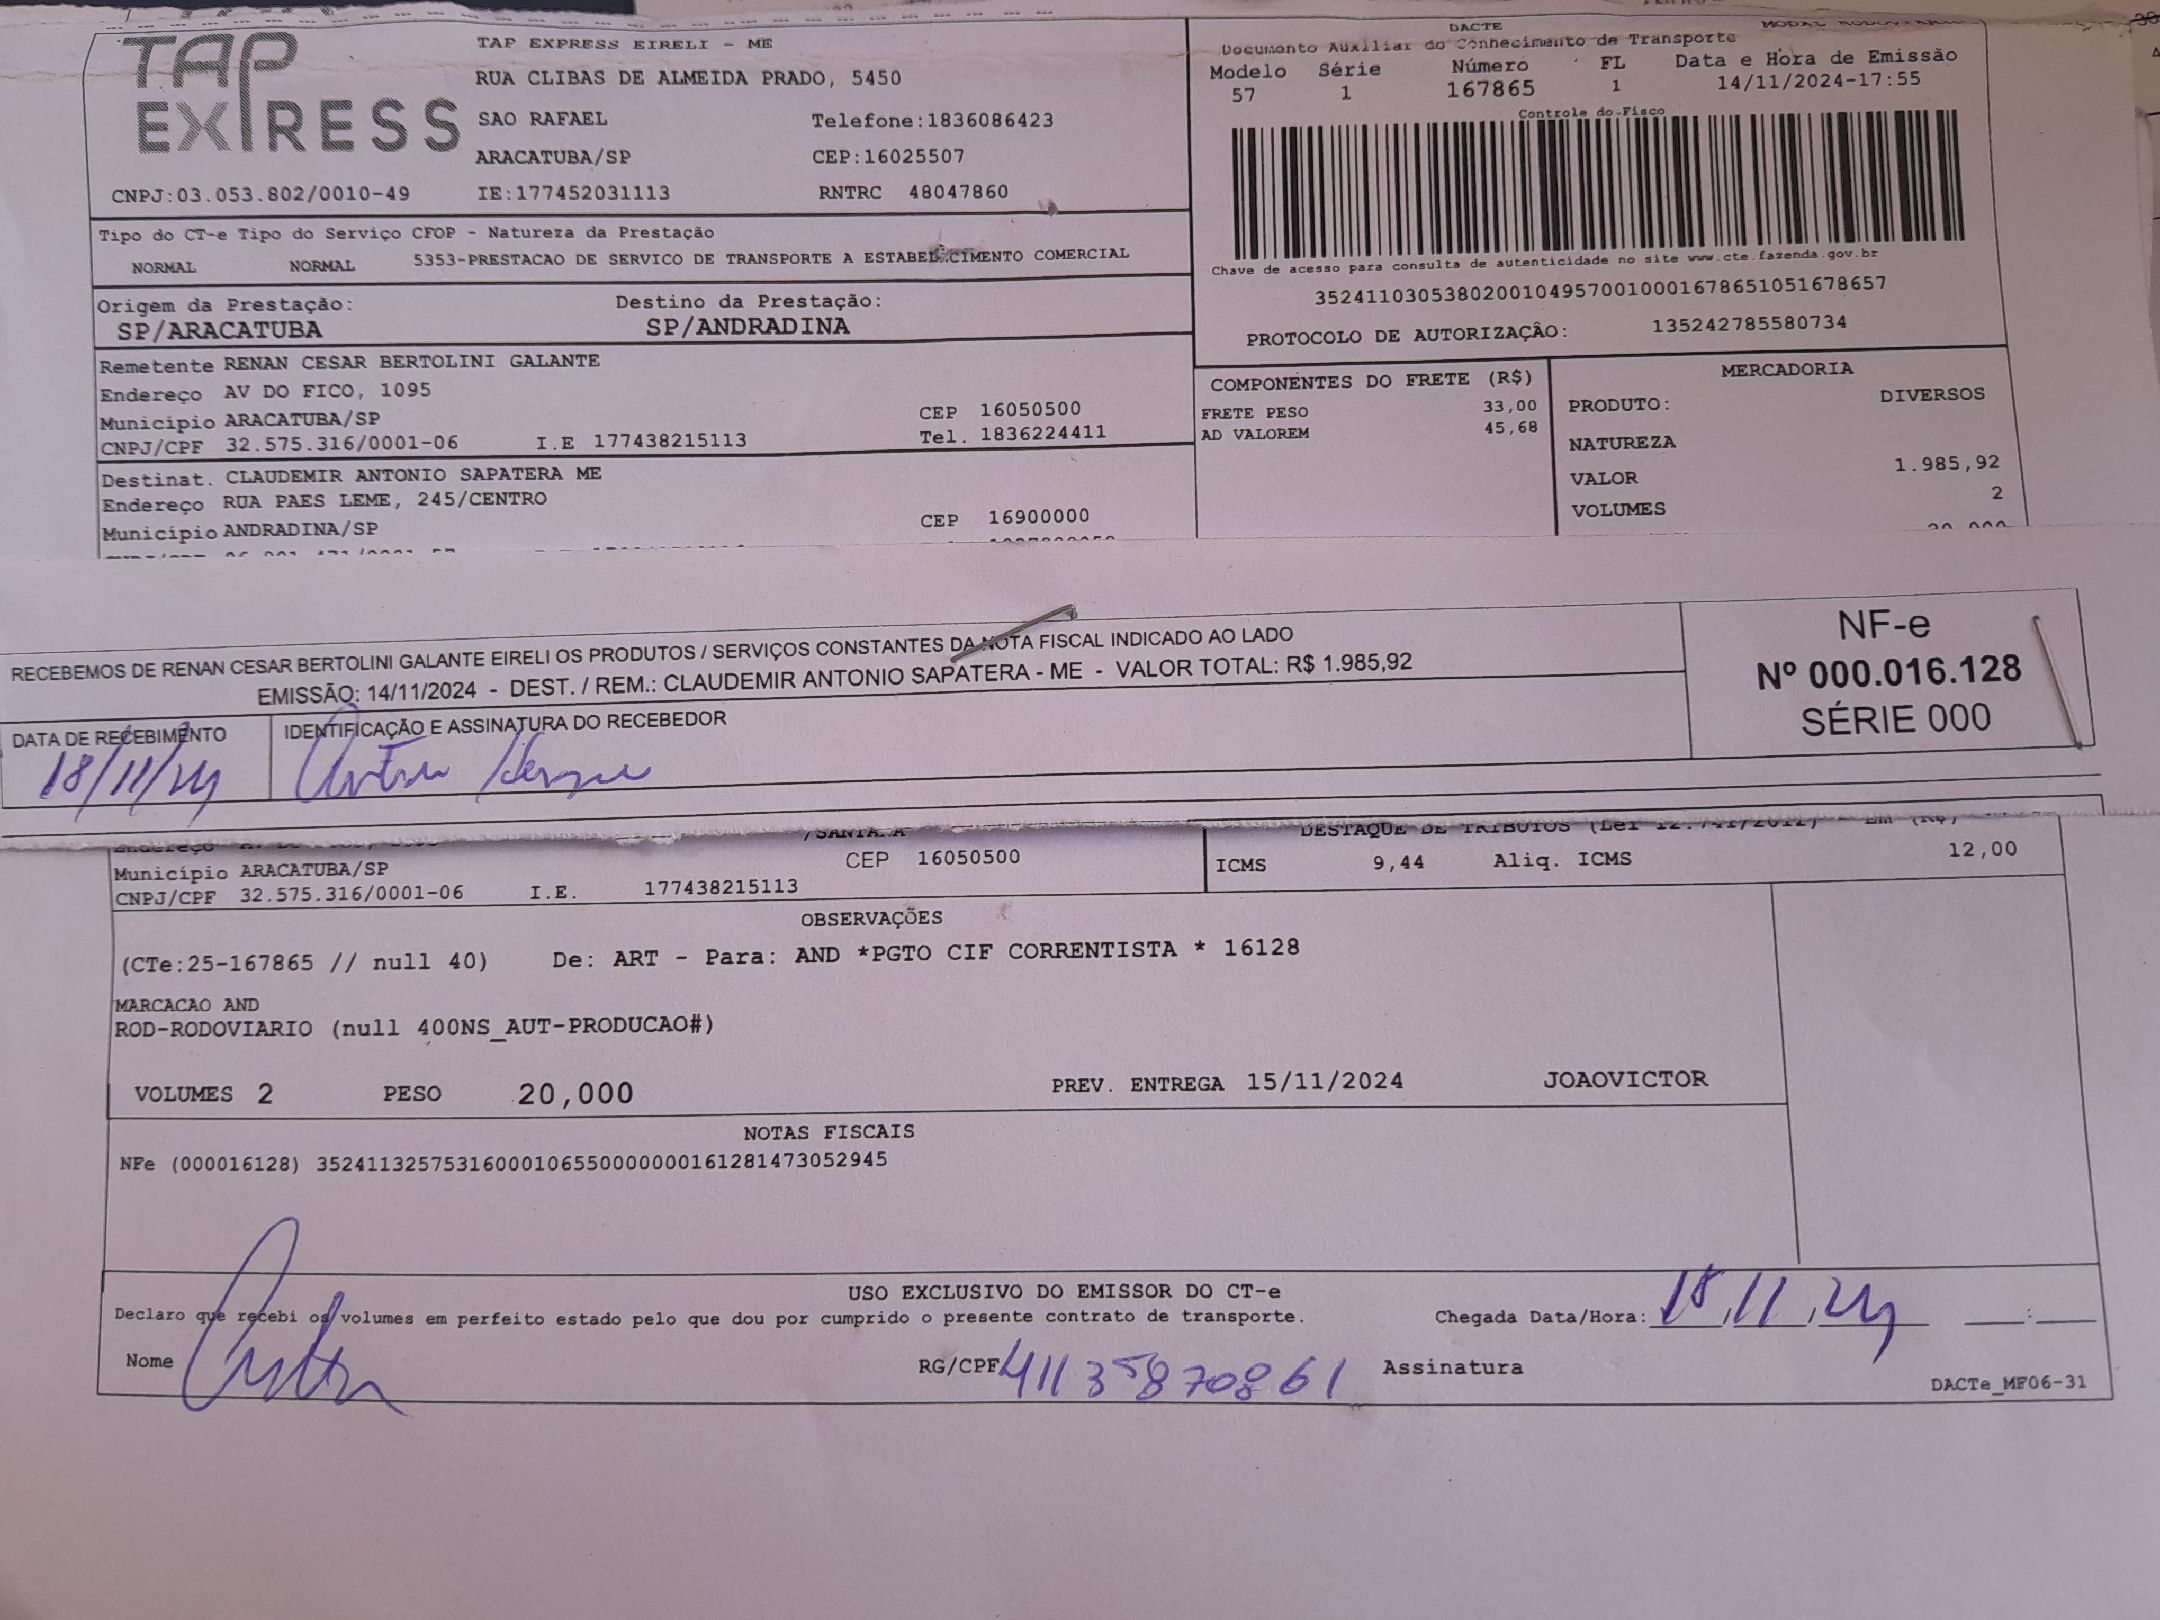 TAP EXPRESS
TAP EXPRESS EIRELI - ME
RUA CLIBAS DE ALMEIDA PRADO, 5450
SAO RAFAEL Telefone:1836086423
ARACATUBA/SP CEP:16025507
CNPJ:03.053.802/0010-49 IE:177452031113 RNTRC 48047860
DACTE
Documento Auxiliar do Conhecimento de Transporte
Modelo Série Número FL Data e Hora de Emissão
57 1 167865 1 14/11/2024-17:55
Controle do Fisco
Chave de acesso para consulta de autenticidade no site www.cte.fazenda.gov.br
35241103053802001049570010001678651051678657
PROTOCOLO DE AUTORIZAÇÃO: 135242785580734
Tipo do CT-e Tipo do Serviço CFOP - Natureza da Prestação
NORMAL NORMAL 5353-PRESTACAO DE SERVICO DE TRANSPORTE A ESTABELECIMENTO COMERCIAL
Origem da Prestação: Destino da Prestação:
SP/ARACATUBA SP/ANDRADINA
Remetente RENAN CESAR BERTOLINI GALANTE
Endereço AV DO FICO, 1095
Município ARACATUBA/SP CEP 16050500
CNPJ/CPF 32.575.316/0001-06 I.E 177438215113 Tel. 1836224411
Destinat. CLAUDEMIR ANTONIO SAPATERA ME
Endereço RUA PAES LEME, 245/CENTRO
Município ANDRADINA/SP CEP 16900000
COMPONENTES DO FRETE (R$)
FRETE PESO 33,00
AD VALOREM 45,68
MERCADORIA
PRODUTO: DIVERSOS
NATUREZA
VALOR 1.985,92
VOLUMES 2
RECEBEMOS DE RENAN CESAR BERTOLINI GALANTE EIRELI OS PRODUTOS / SERVIÇOS CONSTANTES DA NOTA FISCAL INDICADO AO LADO
EMISSÃO: 14/11/2024 - DEST. / REM.: CLAUDEMIR ANTONIO SAPATERA - ME - VALOR TOTAL: R$ 1.985,92
DATA DE RECEBIMENTO IDENTIFICAÇÃO E ASSINATURA DO RECEBEDOR
18/11/24
NF-e
Nº 000.016.128
SÉRIE 000
/SANTANA
Município ARACATUBA/SP CEP 16050500
CNPJ/CPF 32.575.316/0001-06 I.E. 177438215113
DESTAQUE DE TRIBUTOS (Lei 12.741/2012) - Em (R$)
ICMS 9,44 Aliq. ICMS 12,00
OBSERVAÇÕES
(CTe:25-167865 // null 40) De: ART - Para: AND *PGTO CIF CORRENTISTA * 16128
MARCACAO AND
ROD-RODOVIARIO (null 400NS_AUT-PRODUCAO#)
VOLUMES 2 PESO 20,000 PREV. ENTREGA 15/11/2024 JOAOVICTOR
NOTAS FISCAIS
NFe (000016128) 35241132575316000106550000000161281473052945
USO EXCLUSIVO DO EMISSOR DO CT-e
Declaro que recebi os volumes em perfeito estado pelo que dou por cumprido o presente contrato de transporte. Chegada Data/Hora: 18/11/24 :
Nome RG/CPF 41135870861 Assinatura
DACTe_MF06-31